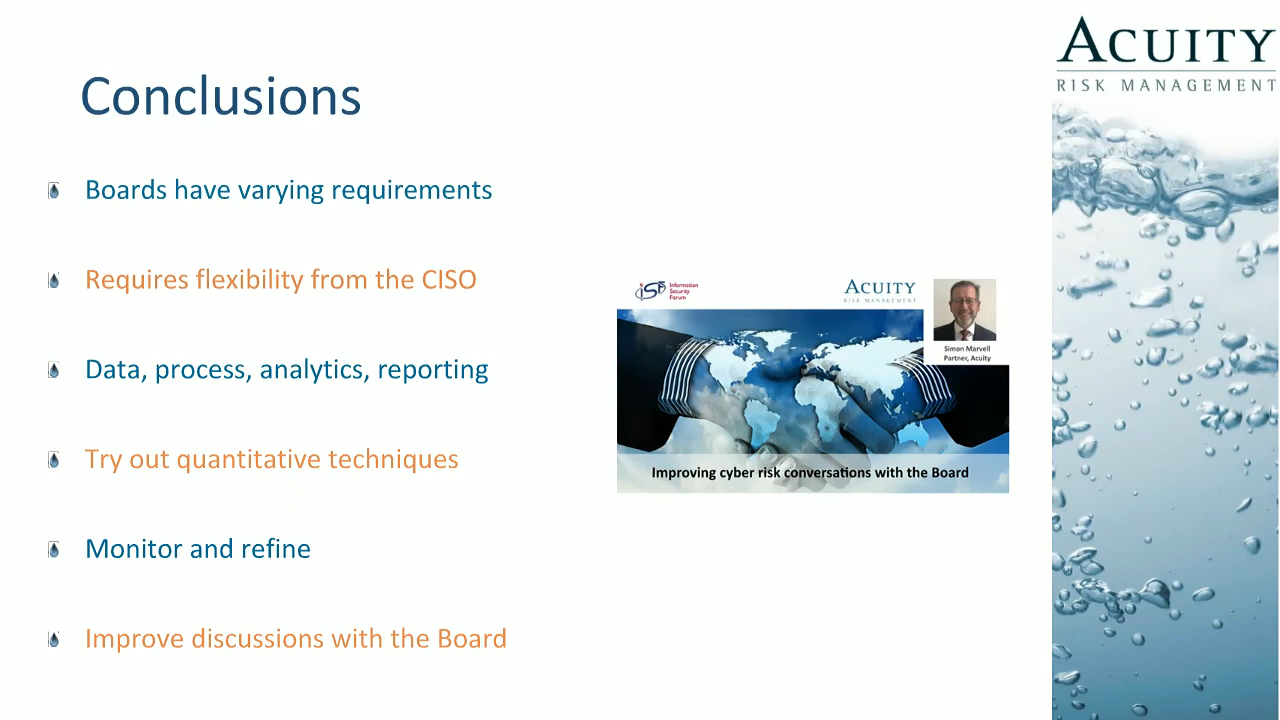 Conclusions
Boards have varying requirements
Requires flexibility from the CISO
Data, process, analytics, reporting
Try out quantitative techniques
Monitor and refine
Improve discussions with the Board
iSF Information
Security
Forum
ACUITY
RISK MANAGEMENT
Simon Marvell
Partner, Acuity
Improving cyber risk conversations with the Board
ACUITY
RISK MANAGEMENT